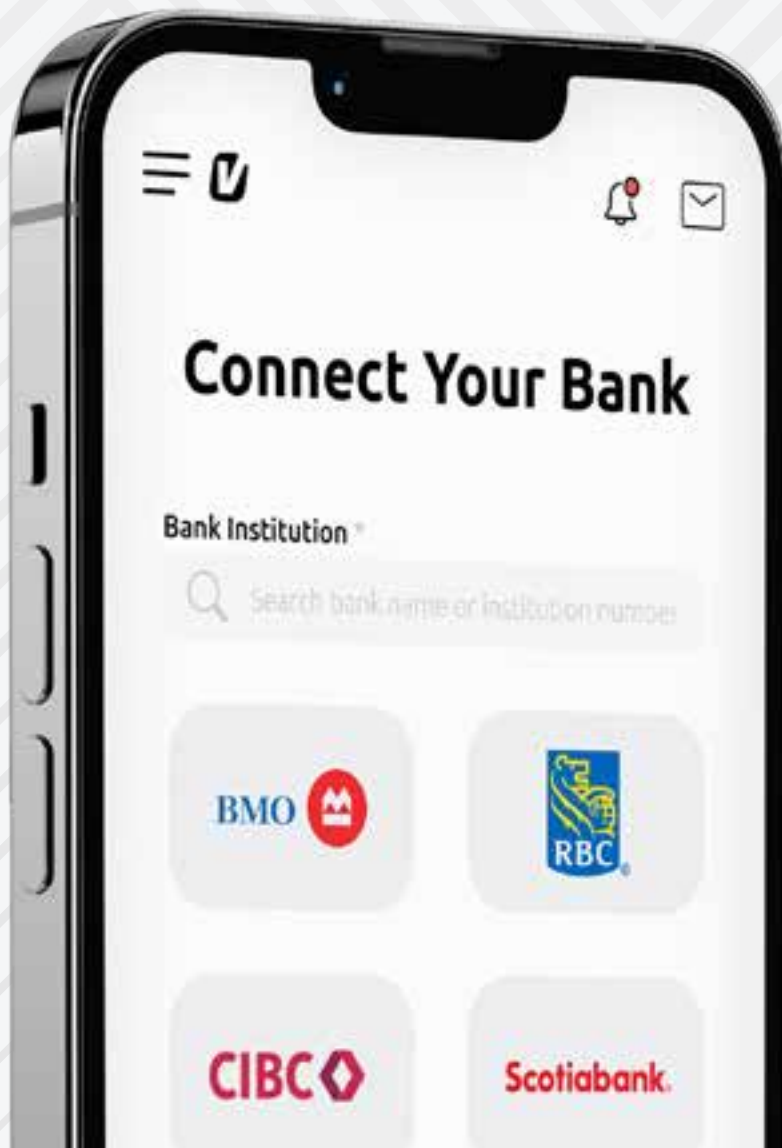 Connect Your Bank
Bank Institution *
Search bank name or institution number
BMO
RBC
CIBC
Scotiabank